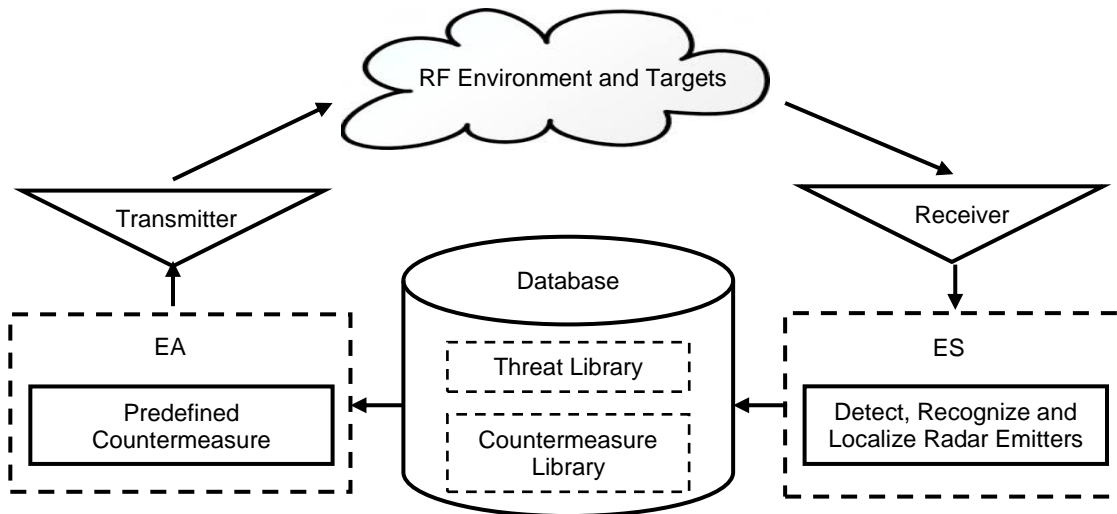 RF Environment and Targets
Transmitter
Receiver
Database
EA
ES
Threat Library
Predefined
Countermeasure
Countermeasure
Library
Detect, Recognize and
Localize Radar Emitters